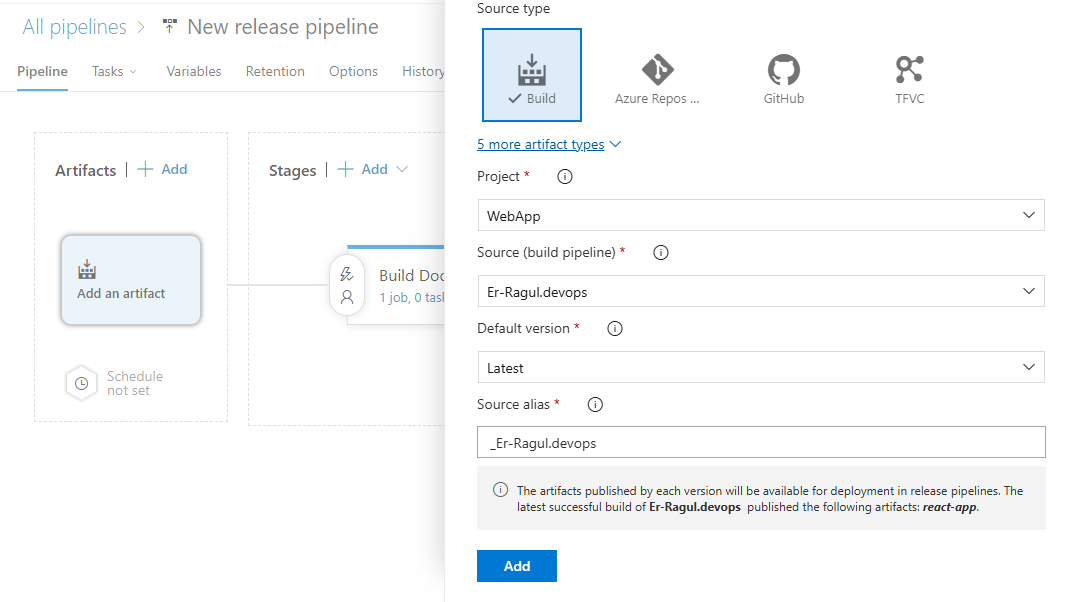 All pipelines > New release pipeline
Pipeline Tasks Variables Retention Options History
Artifacts | + Add
Stages | + Add
Add an artifact
Schedule
not set
Build Doc
1 job, 0 task
Source type
Build
Azure Repos ...
GitHub
TFVC
5 more artifact types
Project *
WebApp
Source (build pipeline) *
Er-Ragul.devops
Default version *
Latest
Source alias *
_Er-Ragul.devops
The artifacts published by each version will be available for deployment in release pipelines. The
latest successful build of Er-Ragul.devops published the following artifacts: react-app.
Add